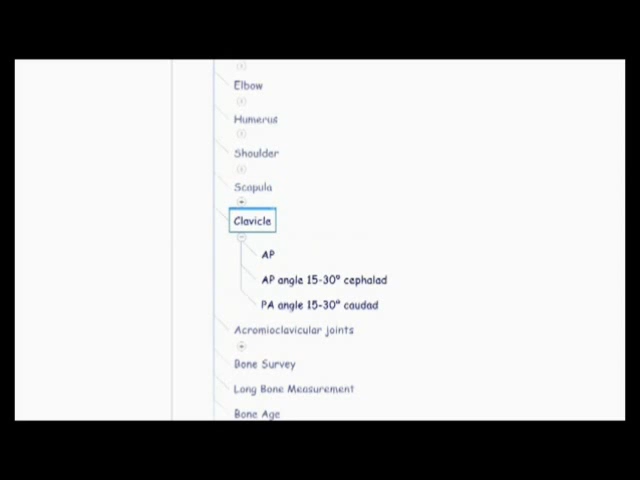 Elbow
Humerus
Shoulder
Scapula
Clavicle
AP
AP angle 15-30° cephalad
PA angle 15-30° caudad
Acromioclavicular joints
Bone Survey
Long Bone Measurement
Bone Age